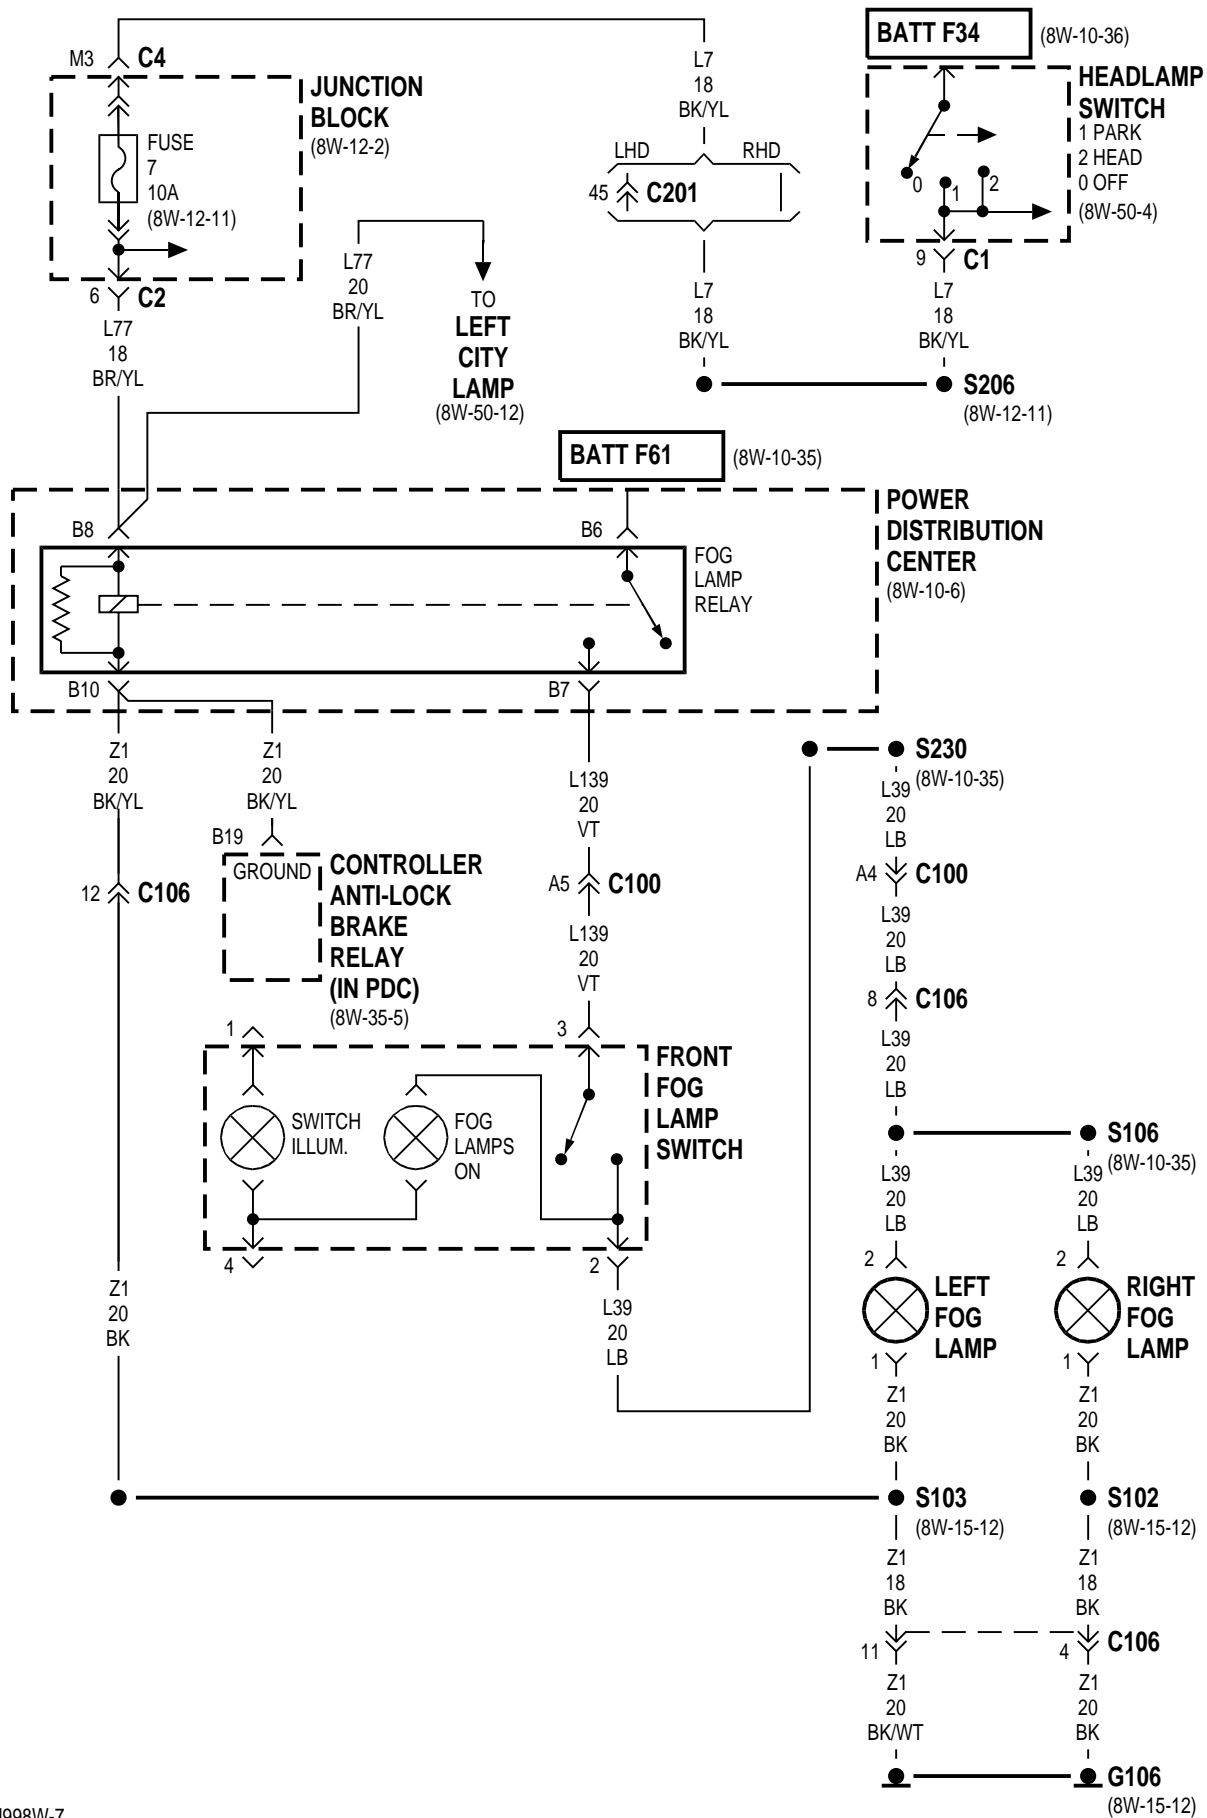 BATT F34
(8W-10-36)
M3
C4
L7
18
BK/YL
HEADLAMP
SWITCH
1 PARK
2 HEAD
0 OFF
(8W-50-4)
JUNCTION
BLOCK
(8W-12-2)
FUSE
7
10A
(8W-12-11)
LHD
RHD
45
C201
0
1
2
9
C1
6
C2
L77
18
BR/YL
L77
20
BR/YL
TO
LEFT
CITY
LAMP
(8W-50-12)
L7
18
BK/YL
L7
18
BK/YL
S206
(8W-12-11)
BATT F61
(8W-10-35)
POWER
DISTRIBUTION
CENTER
(8W-10-6)
B8
B6
FOG
LAMP
RELAY
B10
B7
Z1
20
BK/YL
Z1
20
BK/YL
L139
20
VT
S230
(8W-10-35)
L39
20
LB
B19
GROUND
CONTROLLER
ANTI-LOCK
BRAKE
RELAY
(IN PDC)
(8W-35-5)
12
C106
A5
C100
A4
C100
L139
20
VT
L39
20
LB
8
C106
L39
20
LB
1
3
FRONT
FOG
LAMP
SWITCH
SWITCH
ILLUM.
FOG
LAMPS
ON
S106
(8W-10-35)
L39
20
LB
L39
20
LB
4
2
2
LEFT
FOG
LAMP
2
RIGHT
FOG
LAMP
Z1
20
BK
L39
20
LB
1
1
Z1
20
BK
Z1
20
BK
S103
(8W-15-12)
S102
(8W-15-12)
Z1
18
BK
Z1
18
BK
11
4
C106
Z1
20
BK/WT
Z1
20
BK
G106
(8W-15-12)